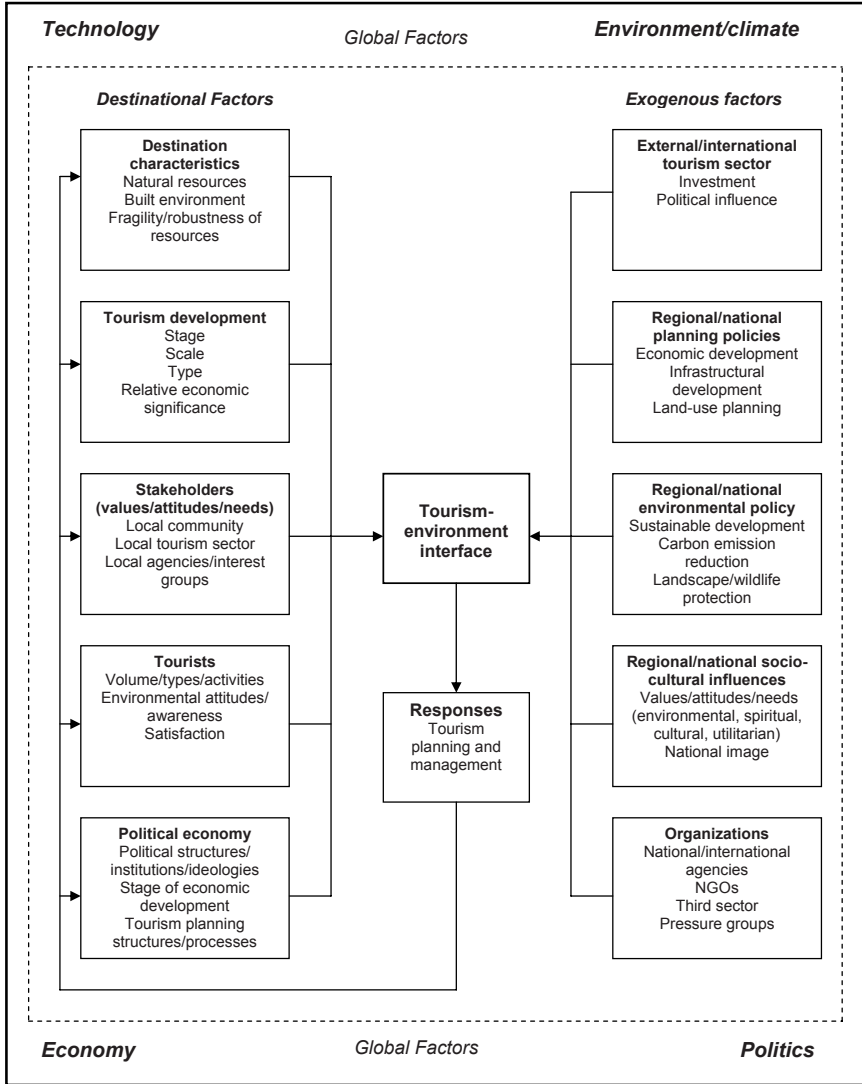 Technology
Global Factors
Environment/climate
Destinational Factors
Destination
characteristics
Natural resources
Built environment
Fragility/robustness of
resources
Tourism development
Stage
Scale
Type
Relative economic
significance
Stakeholders
(values/attitudes/needs)
Local community
Local tourism sector
Local agencies/interest
groups
Tourists
Volume/types/activities
Environmental attitudes/
awareness
Satisfaction
Political economy
Political structures/
institutions/ideologies
Stage of economic
development
Tourism planning
structures/processes
Tourism-
environment
interface
Responses
Tourism
planning and
management
Exogenous factors
External/international
tourism sector
Investment
Political influence
Regional/national
planning policies
Economic development
Infrastructural
development
Land-use planning
Regional/national
environmental policy
Sustainable development
Carbon emission
reduction
Landscape/wildlife
protection
Regional/national socio-
cultural influences
Values/attitudes/needs
(environmental, spiritual,
cultural, utilitarian)
National image
Organizations
National/international
agencies
NGOs
Third sector
Pressure groups
Economy
Global Factors
Politics